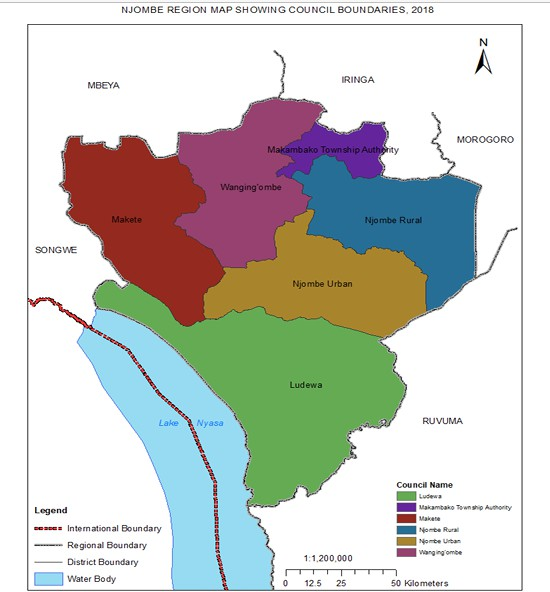 NJOMBE REGION MAP SHOWING COUNCIL BOUNDARIES, 2018
N
MBEYA
IRINGA
MOROGORO
Makambako Township Authority
Wanging'ombe
Makete
Njombe Rural
SONGWE
Njombe Urban
Ludewa
Lake Nyasa
RUVUMA
Council Name
Ludewa
Makambako Township Authority
Makete
Njombe Rural
Njombe Urban
Wanging'ombe
Legend
International Boundary
Regional Boundary
District Boundary
Water Body
1:1,200,000
0 12.5 25 50 Kilometers